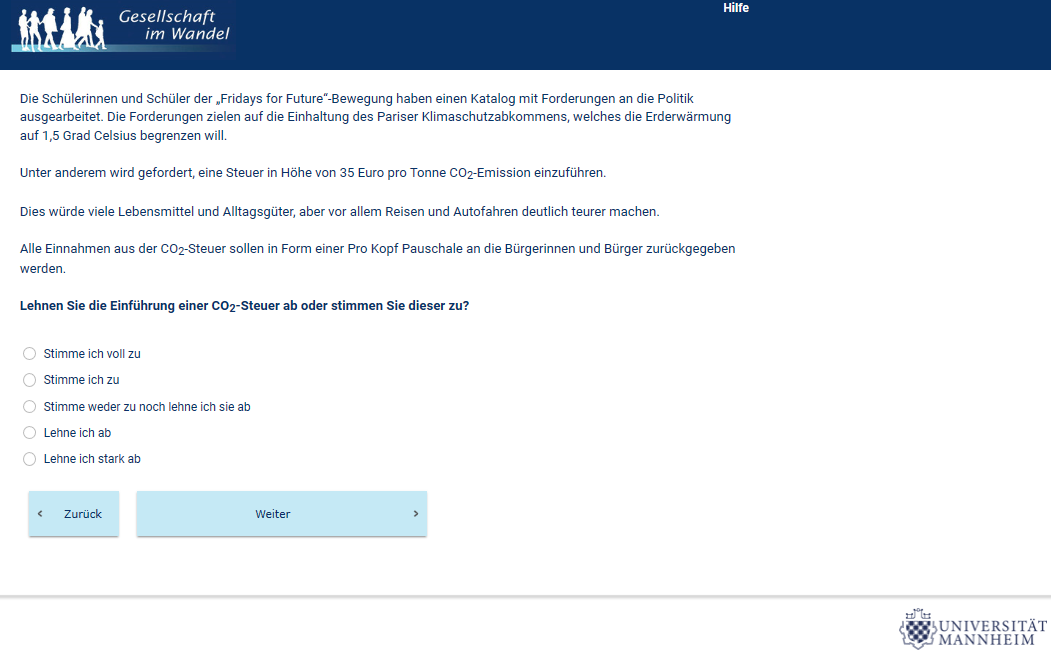 Gesellschaft
im Wandel
Hilfe
Die Schülerinnen und Schüler der „Fridays for Future“-Bewegung haben einen Katalog mit Forderungen an die Politik
ausgearbeitet. Die Forderungen zielen auf die Einhaltung des Pariser Klimaschutzabkommens, welches die Erderwärmung
auf 1,5 Grad Celsius begrenzen will.
Unter anderem wird gefordert, eine Steuer in Höhe von 35 Euro pro Tonne CO₂-Emission einzuführen.
Dies würde viele Lebensmittel und Alltagsgüter, aber vor allem Reisen und Autofahren deutlich teurer machen.
Alle Einnahmen aus der CO₂-Steuer sollen in Form einer Pro Kopf Pauschale an die Bürgerinnen und Bürger zurückgegeben
werden.
Lehnen Sie die Einführung einer CO₂-Steuer ab oder stimmen Sie dieser zu?
Stimme ich voll zu
Stimme ich zu
Stimme weder zu noch lehne ich sie ab
Lehne ich ab
Lehne ich stark ab
‹ Zurück
Weiter ›
UNIVERSITÄT
MANNHEIM